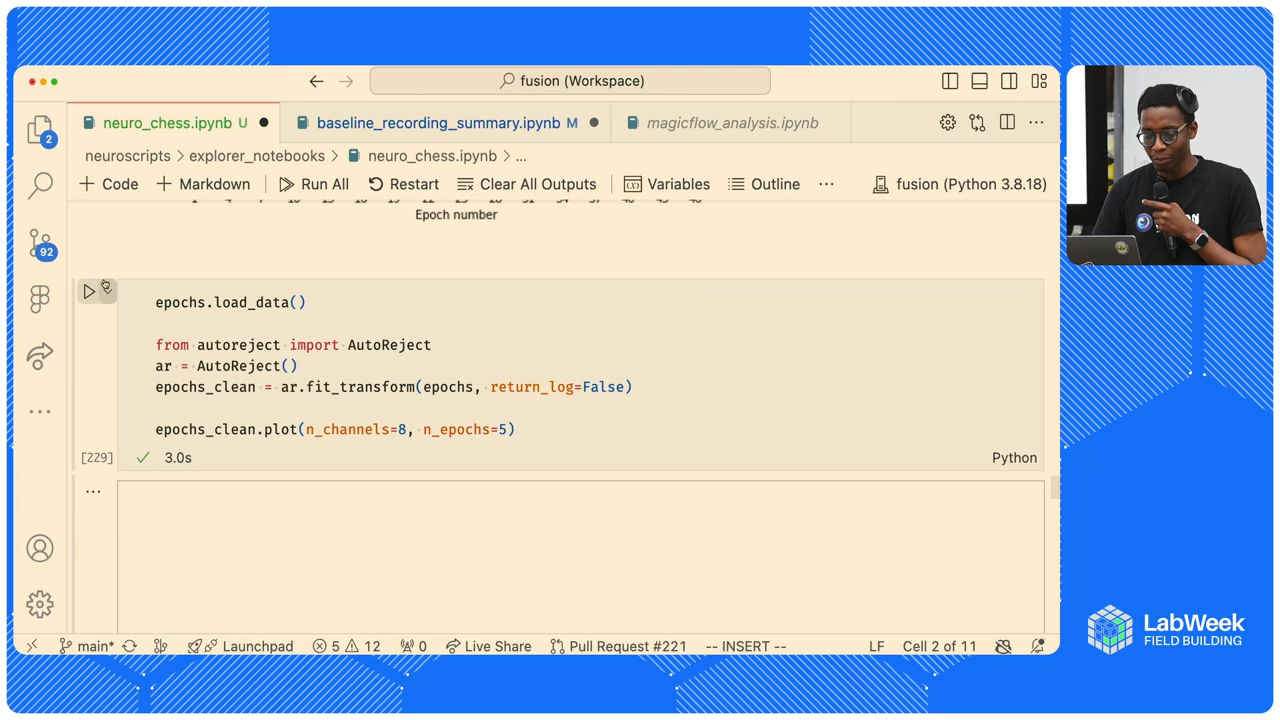 fusion (Workspace)
neuro_chess.ipynb U
baseline_recording_summary.ipynb M
magicflow_analysis.ipynb
neuroscripts > explorer_notebooks > neuro_chess.ipynb > ...
+ Code + Markdown Run All Restart Clear All Outputs Variables Outline ... fusion (Python 3.8.18)
Epoch number
epochs.load_data()
from autoreject import AutoReject
ar = AutoReject()
epochs_clean = ar.fit_transform(epochs, return_log=False)
epochs_clean.plot(n_channels=8, n_epochs=5)
[229] 3.0s Python
...
2
92
main* Launchpad 5 12 0 Live Share Pull Request #221 -- INSERT -- LF Cell 2 of 11
LabWeek
FIELD BUILDING